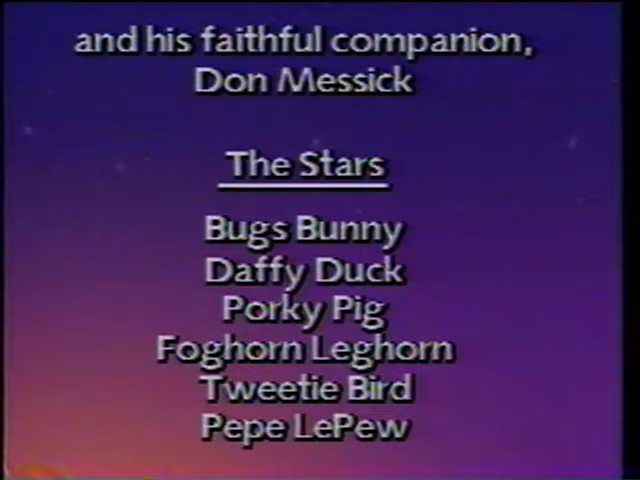 and his faithful companion,
Don Messick
The Stars
Bugs Bunny
Daffy Duck
Porky Pig
Foghorn Leghorn
Tweetie Bird
Pepe LePew